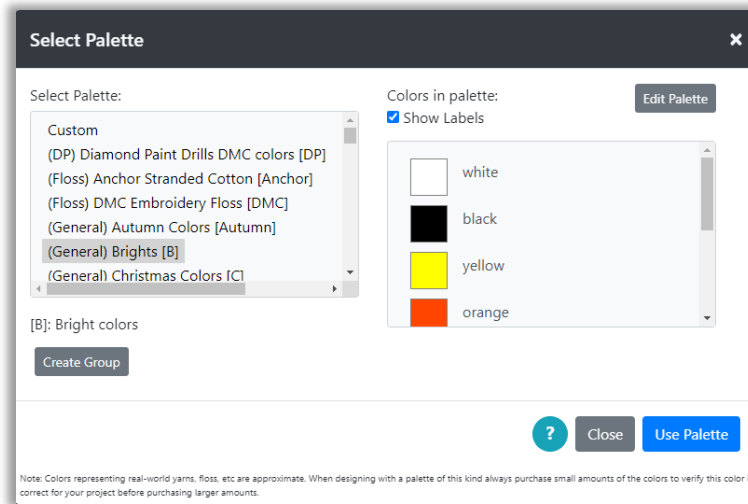 Select Palette
×
Select Palette:
Custom
(DP) Diamond Paint Drills DMC colors [DP]
(Floss) Anchor Stranded Cotton [Anchor]
(Floss) DMC Embroidery Floss [DMC]
(General) Autumn Colors [Autumn]
(General) Brights [B]
(General) Christmas Colors [C]
[B]: Bright colors
Create Group
Colors in palette:
Show Labels
Edit Palette
white
black
yellow
orange
?
Close
Use Palette
Note: Colors representing real-world yarns, floss, etc are approximate. When designing with a palette of this kind always purchase small amounts of the colors to verify this color
correct for your project before purchasing larger amounts.